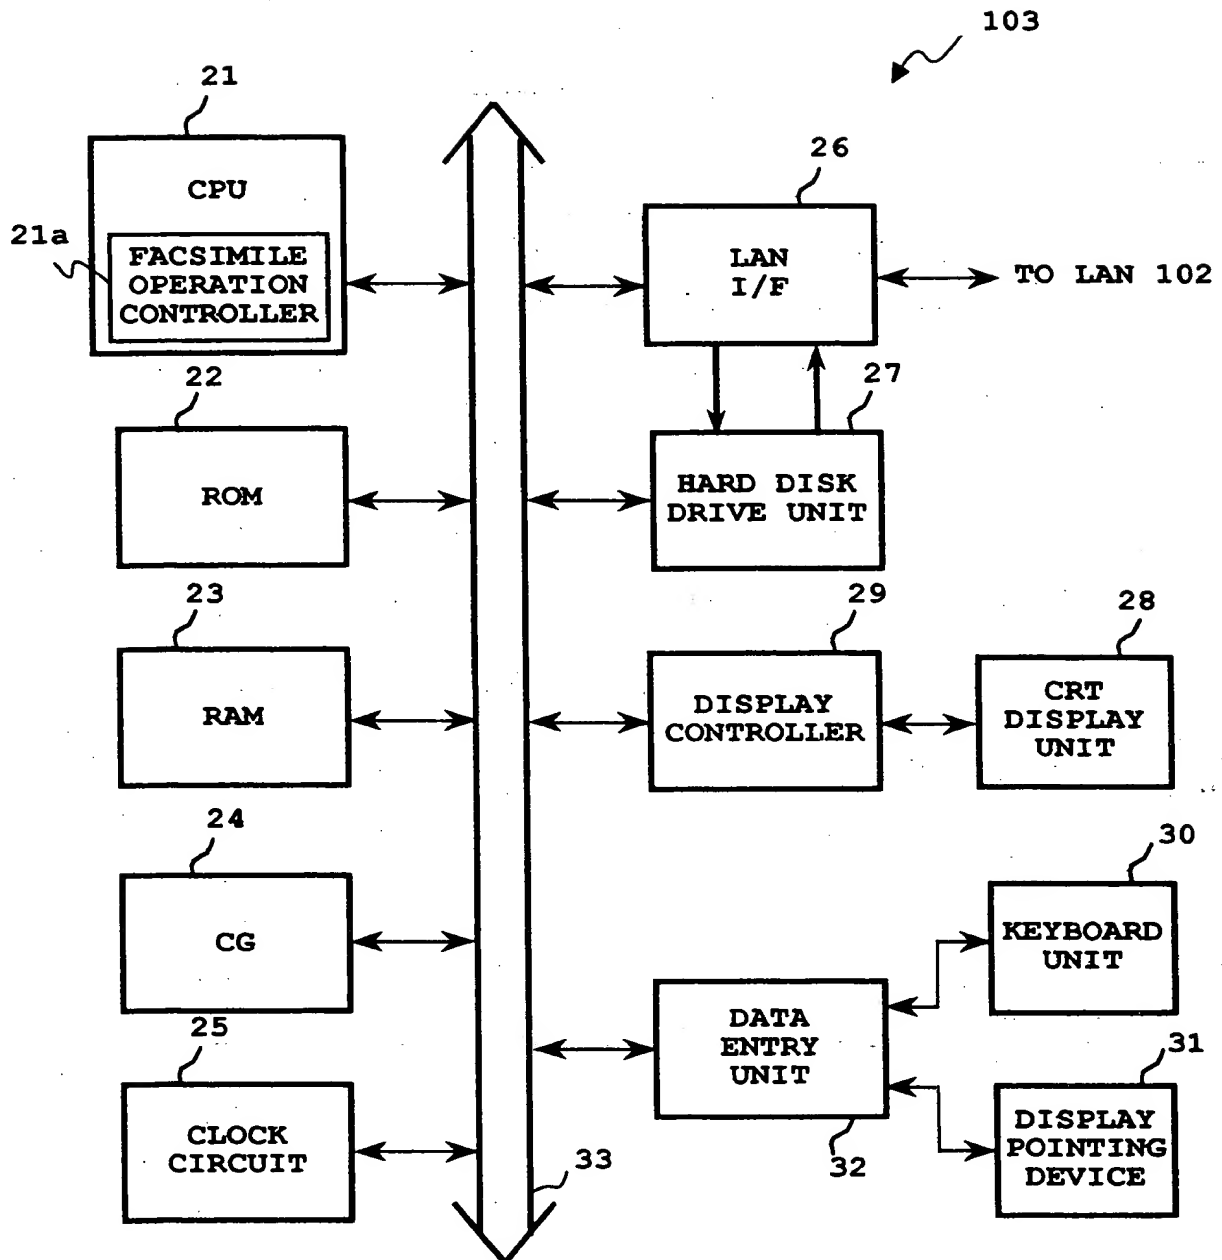 103
21
CPU
21a
FACSIMILE
OPERATION
CONTROLLER
26
LAN
I/F
TO LAN 102
22
ROM
27
HARD DISK
DRIVE UNIT
23
RAM
29
DISPLAY
CONTROLLER
28
CRT
DISPLAY
UNIT
24
CG
30
KEYBOARD
UNIT
25
CLOCK
CIRCUIT
DATA
ENTRY
UNIT
32
31
DISPLAY
POINTING
DEVICE
33